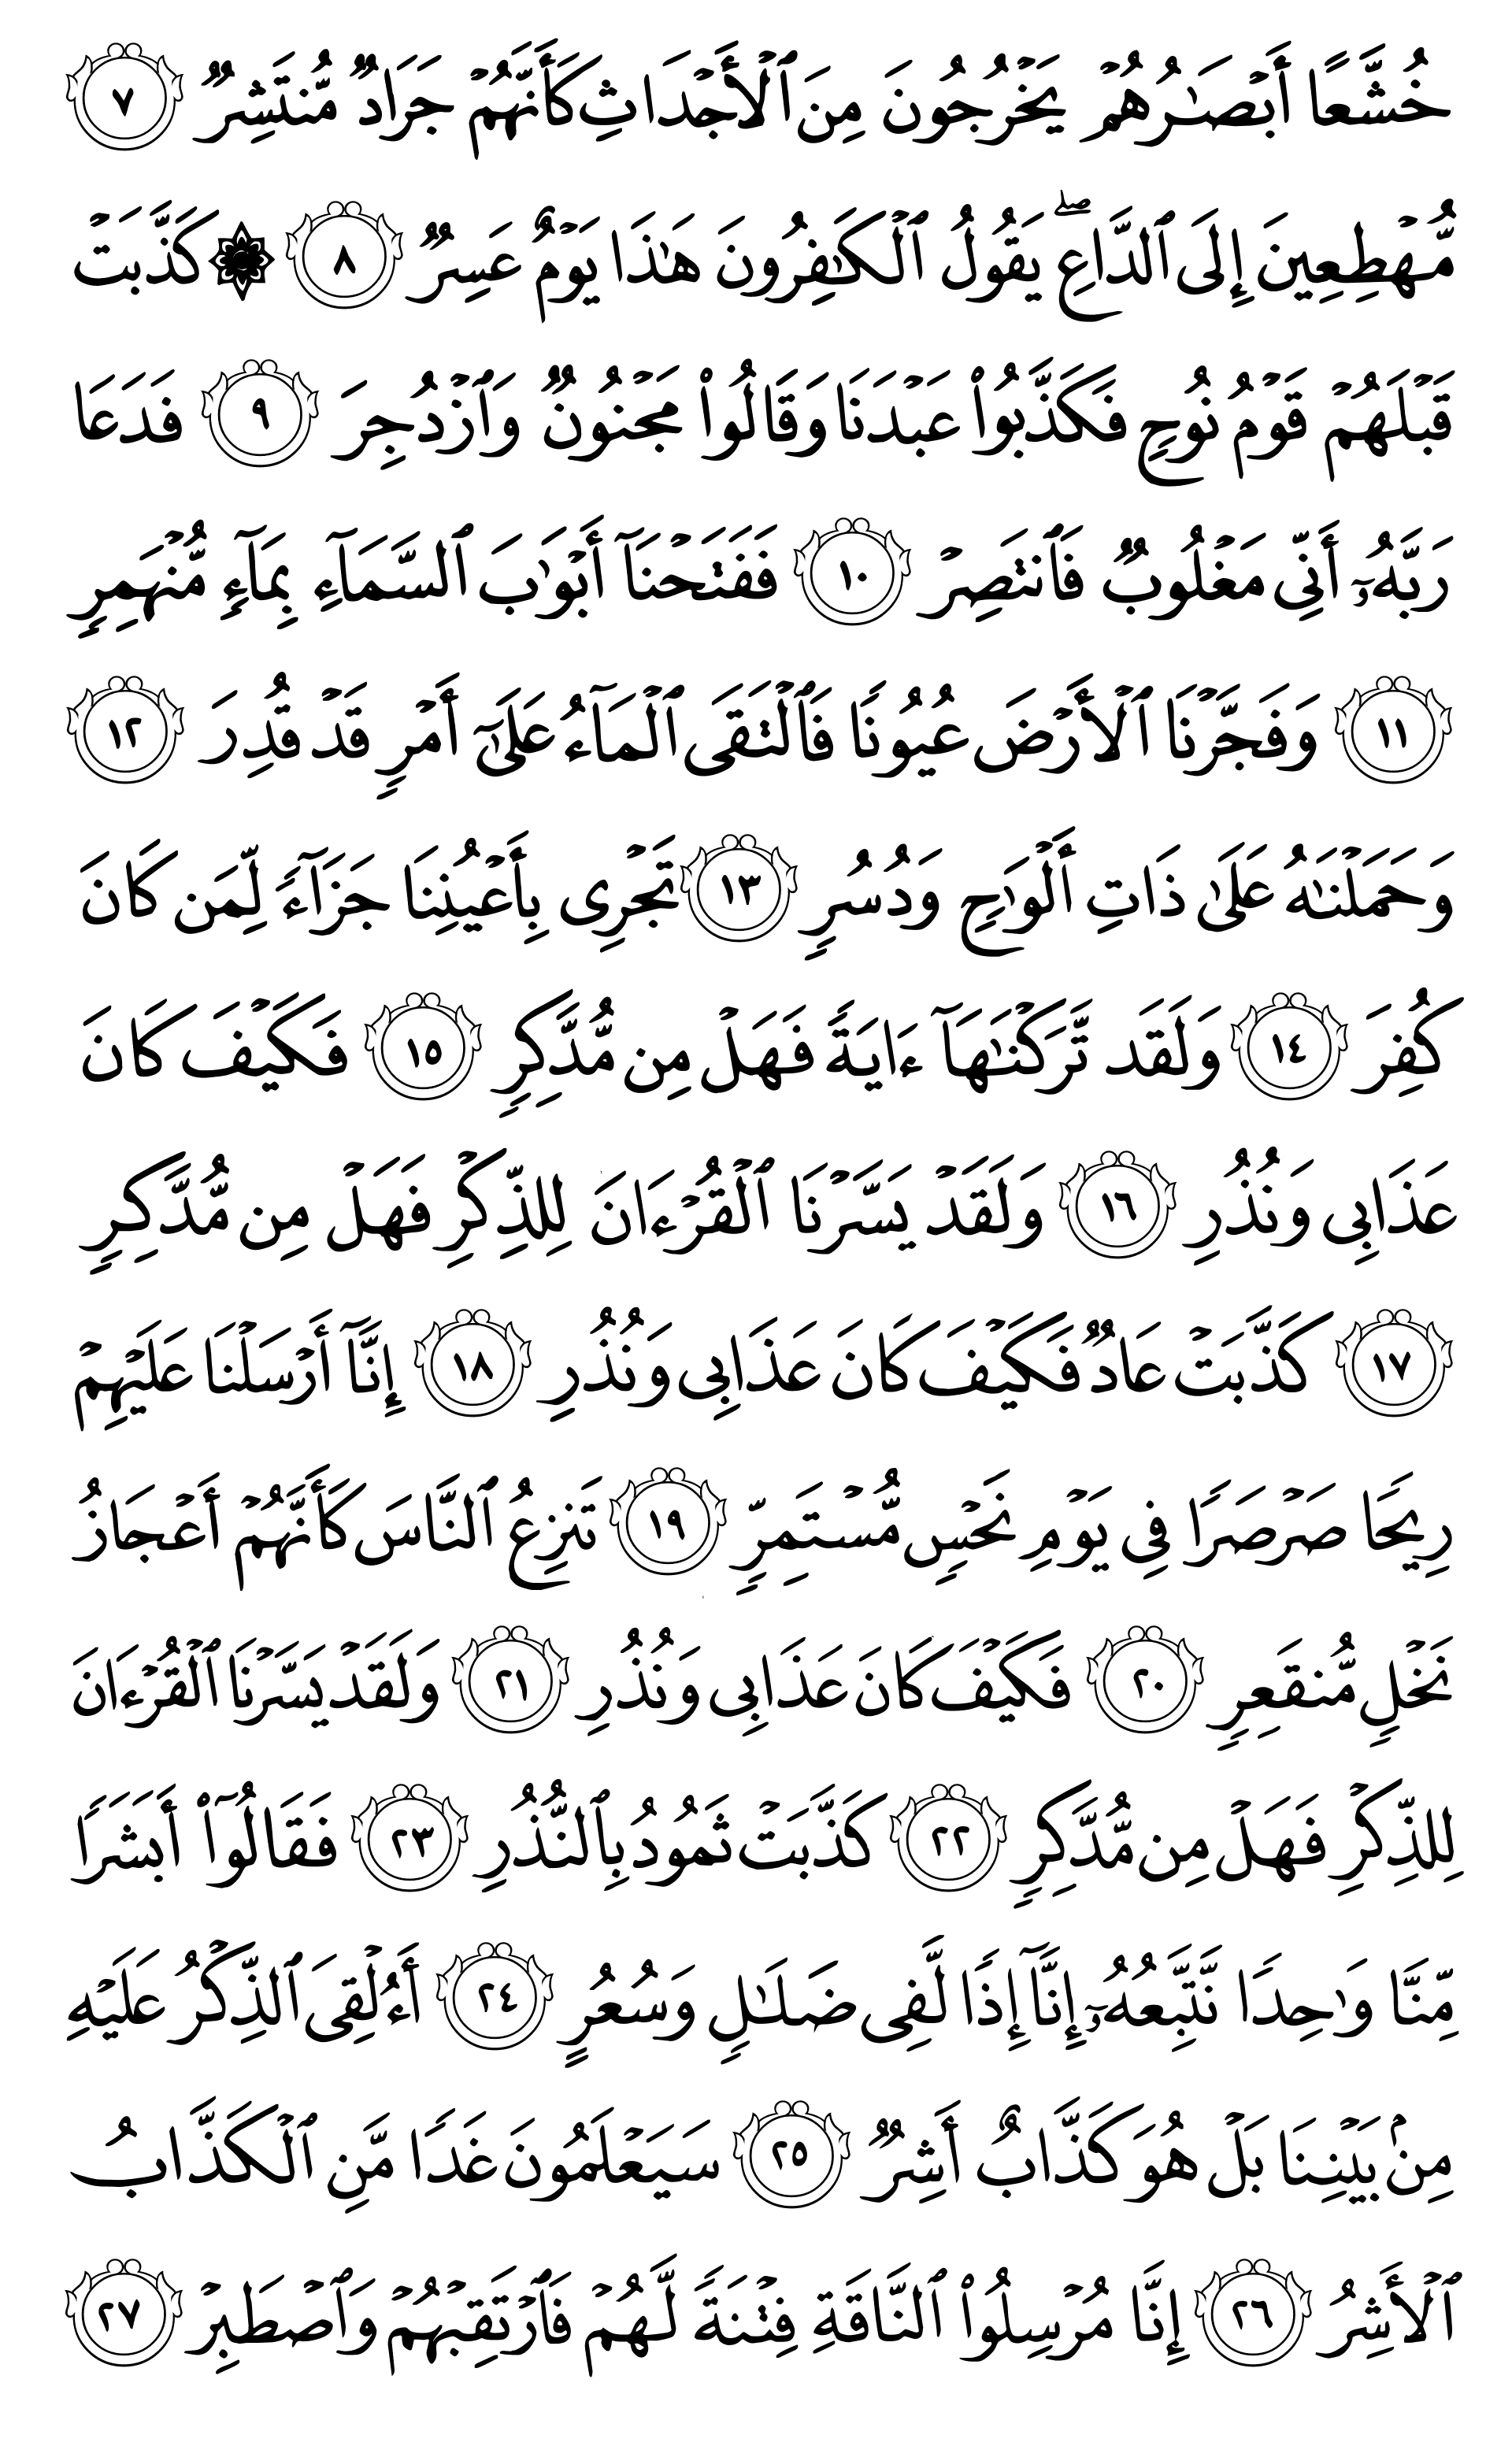 خُشَّعًا أَبْصَٰرُهُمْ يَخْرُجُونَ مِنَ ٱلْأَجْدَاثِ كَأَنَّهُمْ جَرَادٌ مُّنتَشِرٌ ٧
مُّهْطِعِينَ إِلَى ٱلدَّاعِ ۖ يَقُولُ ٱلْكَٰفِرُونَ هَٰذَا يَوْمٌ عَسِرٌ ٨ ۞ كَذَّبَتْ
قَبْلَهُمْ قَوْمُ نُوحٍ فَكَذَّبُوا۟ عَبْدَنَا وَقَالُوا۟ مَجْنُونٌ وَٱزْدُجِرَ ٩ فَدَعَا
رَبَّهُۥٓ أَنِّى مَغْلُوبٌ فَٱنتَصِرْ ١٠ فَفَتَحْنَآ أَبْوَٰبَ ٱلسَّمَآءِ بِمَآءٍ مُّنْهَمِرٍ
١١ وَفَجَّرْنَا ٱلْأَرْضَ عُيُونًا فَٱلْتَقَى ٱلْمَآءُ عَلَىٰٓ أَمْرٍ قَدْ قُدِرَ ١٢
وَحَمَلْنَٰهُ عَلَىٰ ذَاتِ أَلْوَٰحٍ وَدُسُرٍ ١٣ تَجْرِى بِأَعْيُنِنَا جَزَآءً لِّمَن كَانَ
كُفِرَ ١٤ وَلَقَد تَّرَكْنَٰهَآ ءَايَةً فَهَلْ مِن مُّدَّكِرٍ ١٥ فَكَيْفَ كَانَ
عَذَابِى وَنُذُرِ ١٦ وَلَقَدْ يَسَّرْنَا ٱلْقُرْءَانَ لِلذِّكْرِ فَهَلْ مِن مُّدَّكِرٍ
١٧ كَذَّبَتْ عَادٌ فَكَيْفَ كَانَ عَذَابِى وَنُذُرِ ١٨ إِنَّآ أَرْسَلْنَا عَلَيْهِمْ
رِيحًا صَرْصَرًا فِى يَوْمِ نَحْسٍ مُّسْتَمِرٍّ ١٩ تَنزِعُ ٱلنَّاسَ كَأَنَّهُمْ أَعْجَازُ
نَخْلٍ مُّنقَعِرٍ ٢٠ فَكَيْفَ كَانَ عَذَابِى وَنُذُرِ ٢١ وَلَقَدْ يَسَّرْنَا ٱلْقُرْءَانَ
لِلذِّكْرِ فَهَلْ مِن مُّدَّكِرٍ ٢٢ كَذَّبَتْ ثَمُودُ بِٱلنُّذُرِ ٢٣ فَقَالُوٓا۟ أَبَشَرًا
مِّنَّا وَٰحِدًا نَّتَّبِعُهُۥٓ إِنَّآ إِذًا لَّفِى ضَلَٰلٍ وَسُعُرٍ ٢٤ أَءُلْقِىَ ٱلذِّكْرُ عَلَيْهِ
مِنۢ بَيْنِنَا بَلْ هُوَ كَذَّابٌ أَشِرٌ ٢٥ سَيَعْلَمُونَ غَدًا مَّنِ ٱلْكَذَّابُ
ٱلْأَشِرُ ٢٦ إِنَّا مُرْسِلُوا۟ ٱلنَّاقَةِ فِتْنَةً لَّهُمْ فَٱرْتَقِبْهُمْ وَٱصْطَبِرْ ٢٧